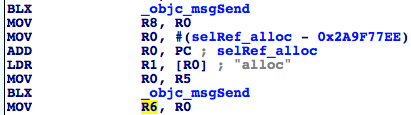 BLX _objc_msgSend
MOV R8, R0
MOV R0, #(selRef_alloc - 0x2A9F77EE)
ADD R0, PC ; selRef_alloc
LDR R1, [R0] ; "alloc"
MOV R0, R5
BLX _objc_msgSend
MOV R6, R0